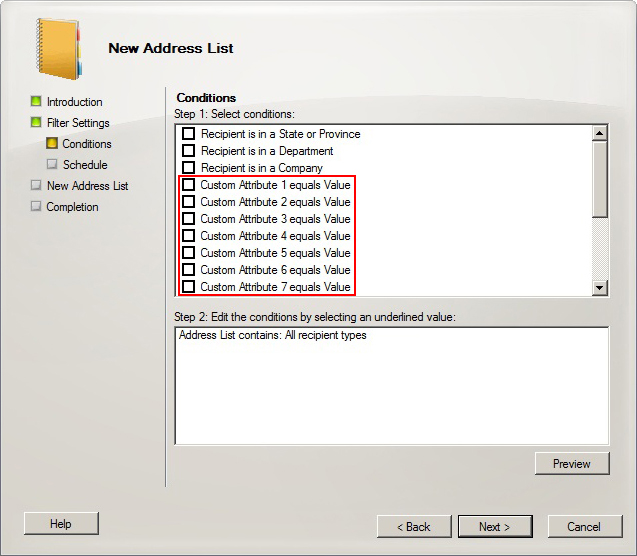 New Address List
Introduction
Filter Settings
Conditions
Schedule
New Address List
Completion
Conditions
Step 1: Select conditions:
Recipient is in a State or Province
Recipient is in a Department
Recipient is in a Company
Custom Attribute 1 equals Value
Custom Attribute 2 equals Value
Custom Attribute 3 equals Value
Custom Attribute 4 equals Value
Custom Attribute 5 equals Value
Custom Attribute 6 equals Value
Custom Attribute 7 equals Value
Step 2: Edit the conditions by selecting an underlined value:
Address List contains: All recipient types
Preview
Help
< Back
Next >
Cancel